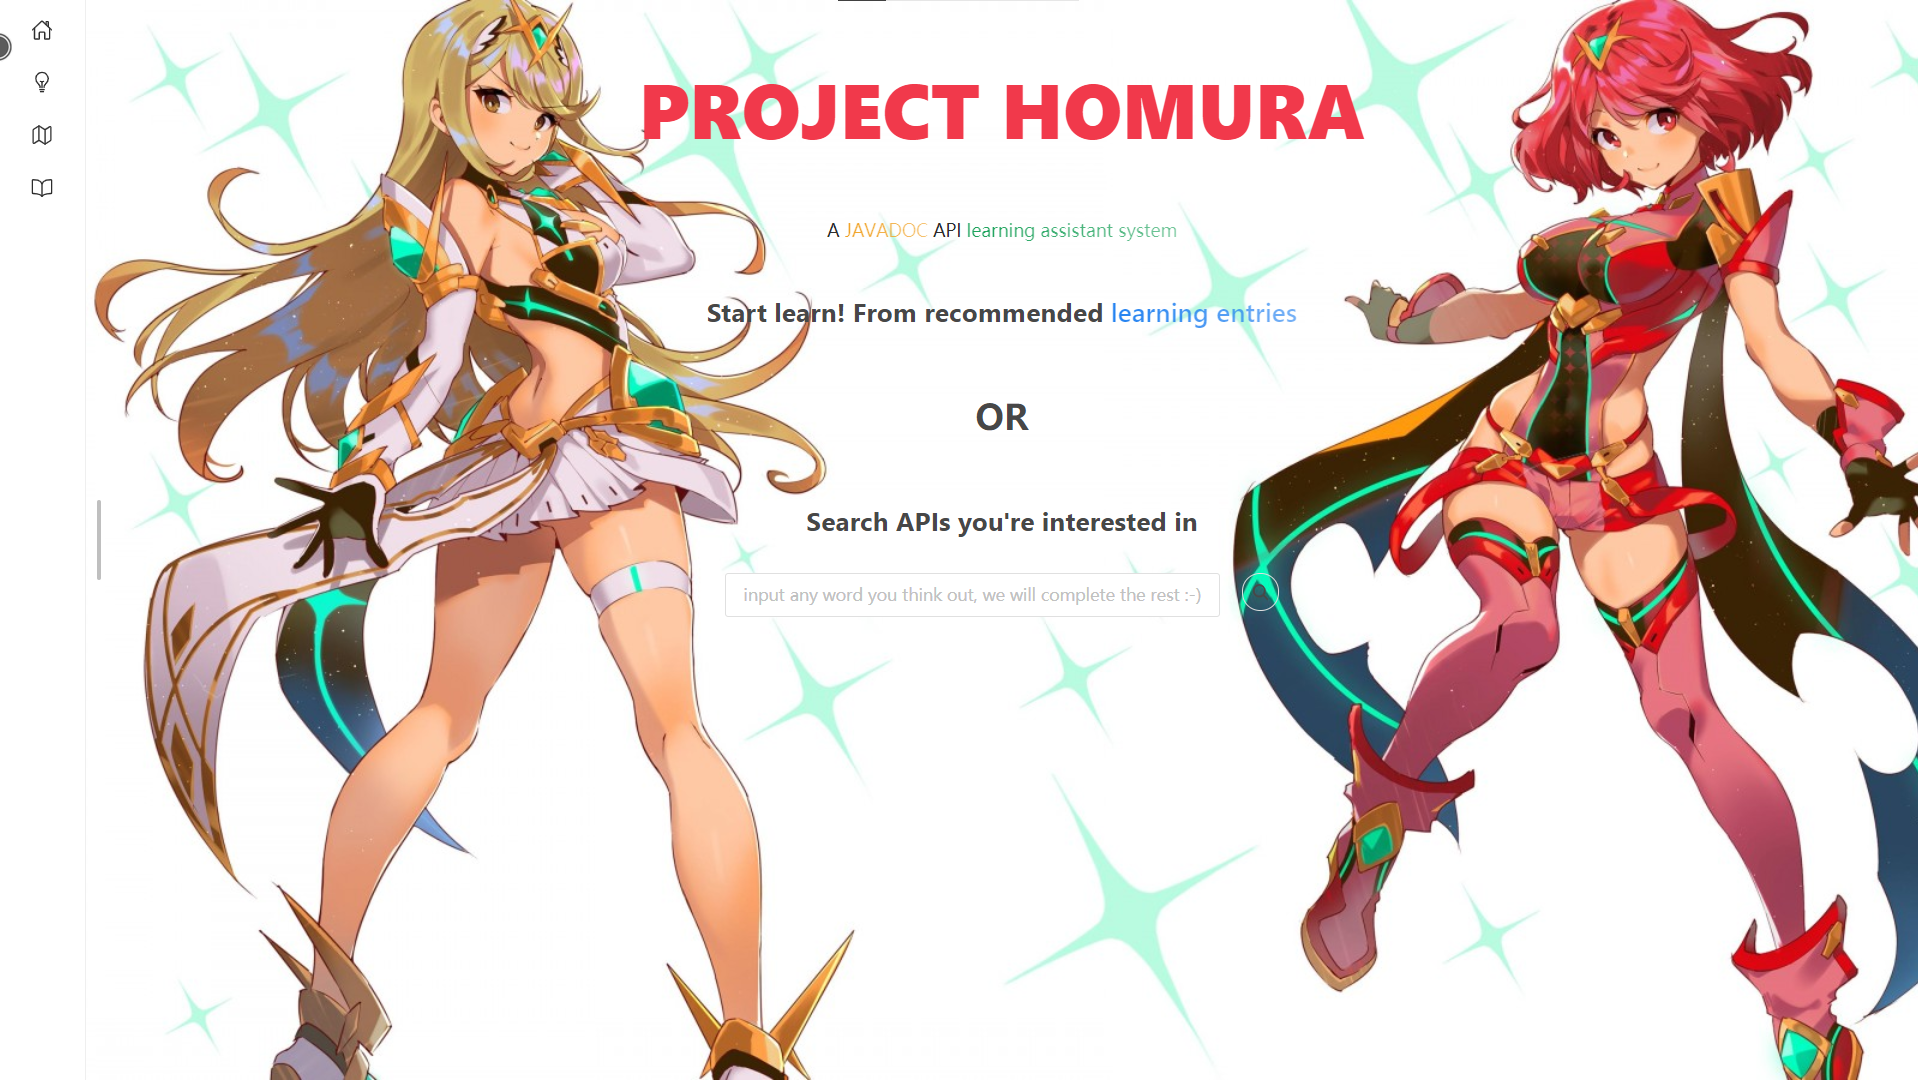 PROJECT HOMURA
A JAVADOC API learning assistant system
Start learn! From recommended learning entries
OR
Search APIs you're interested in
input any word you think out, we will complete the rest :-)